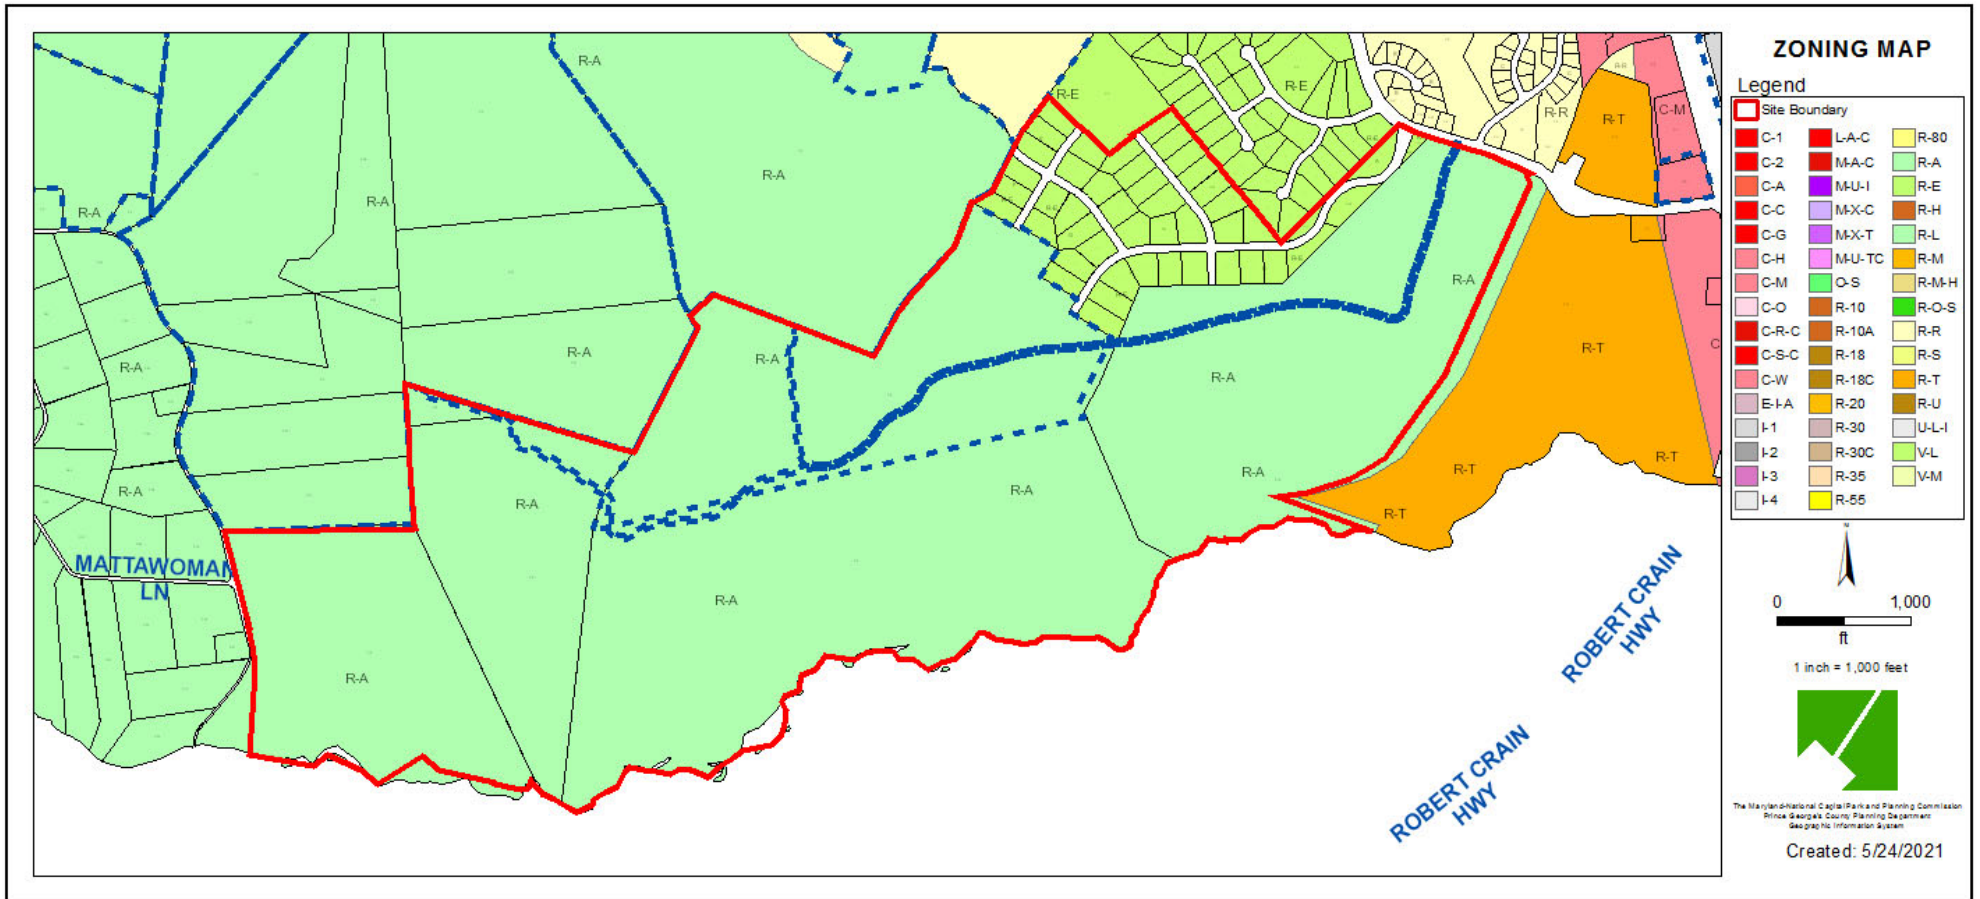 R-A
R-E
R-E
R-R
R-R
R-T
C-M
R-A
R-A
R-A
R-E
R-E
R-E
R-A
R-A
R-A
R-A
R-T
C
R-A
R-A
R-A
R-A
R-A
R-A
R-T
R-T
R-T
R-A
R-A
MATTAWOMAN
LN
ROBERT CRAIN
HWY
ROBERT CRAIN
HWY
ZONING MAP
Legend
Site Boundary
C-1
C-2
C-A
C-C
C-G
C-H
C-M
C-O
C-R-C
C-S-C
C-W
E-I-A
I-1
I-2
I-3
I-4
L-A-C
M-A-C
M-U-I
M-X-C
M-X-T
M-U-TC
O-S
R-10
R-10A
R-18
R-18C
R-20
R-30
R-30C
R-35
R-55
R-80
R-A
R-E
R-H
R-L
R-M
R-M-H
R-O-S
R-R
R-S
R-T
R-U
U-L-I
V-L
V-M
N
0 1,000
ft
1 inch = 1,000 feet
The Maryland-National Capital Park and Planning Commission
Prince George's County Planning Department
Geographic Information System
Created: 5/24/2021